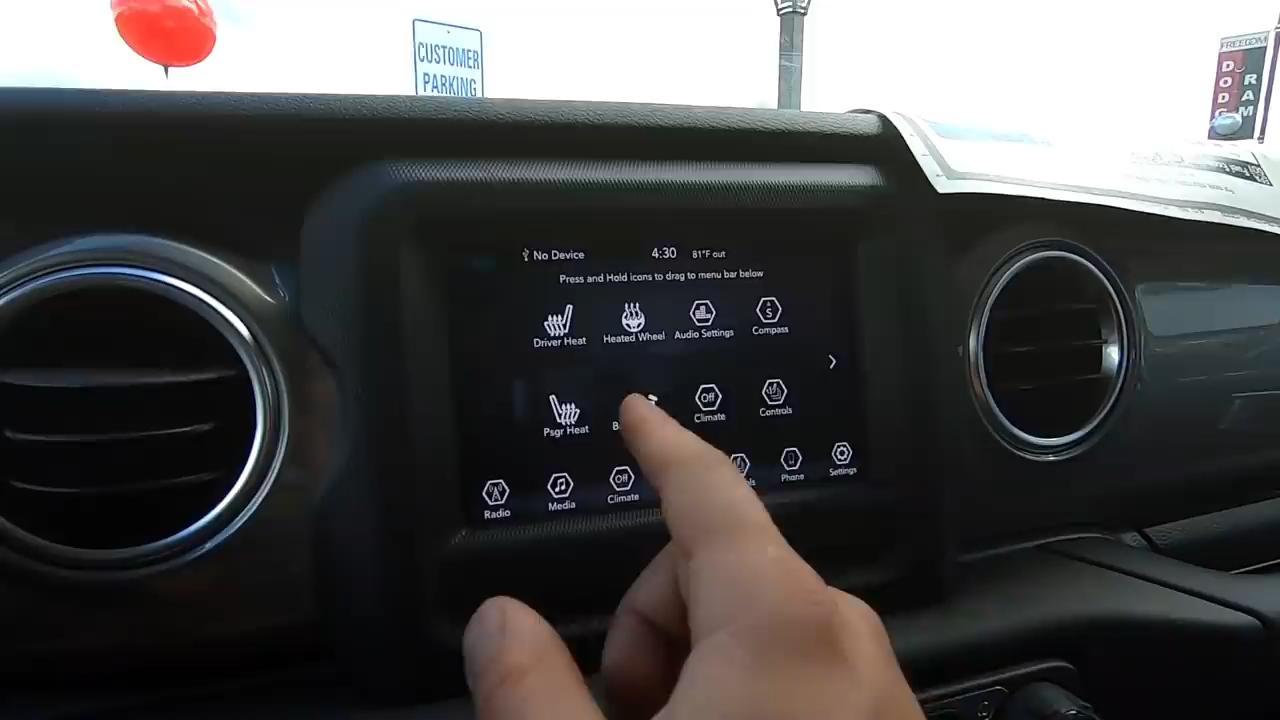 CUSTOMER
PARKING
FREEDOM
DODG
RAM
No Device
4:30
81°F out
Press and Hold icons to drag to menu bar below
Driver Heat
Heated Wheel
Audio Settings
S
Compass
Psgr Heat
Off
Climate
Controls
Radio
Media
Off
Climate
Phone
Settings